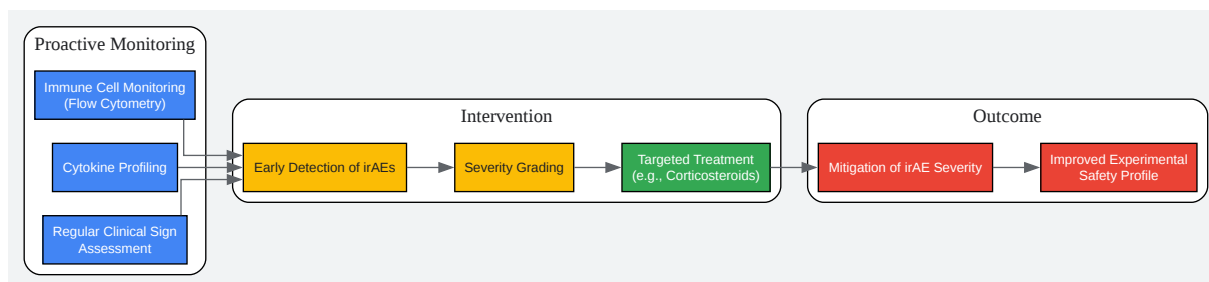 Proactive Monitoring
Immune Cell Monitoring
(Flow Cytometry)
Cytokine Profiling
Regular Clinical Sign
Assessment
Intervention
Early Detection of irAEs
Severity Grading
Targeted Treatment
(e.g., Corticosteroids)
Outcome
Mitigation of irAE Severity
Improved Experimental
Safety Profile